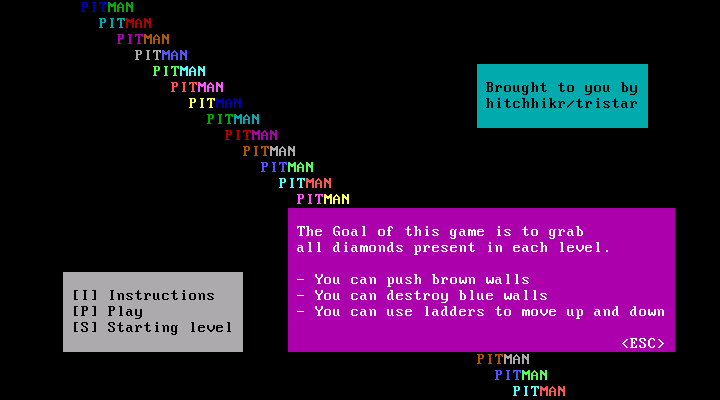 PITMAN
PITMAN
PITMAN
PITMAN
PITMAN
PITMAN
PITMAN
PITMAN
PITMAN
PITMAN
PITMAN
PITMAN
PITMAN
Brought to you by
hitchhikr/tristar
The Goal of this game is to grab
all diamonds present in each level.
- You can push brown walls
- You can destroy blue walls
- You can use ladders to move up and down
<ESC>
[I] Instructions
[P] Play
[S] Starting level
PITMAN
PITMAN
PITMAN